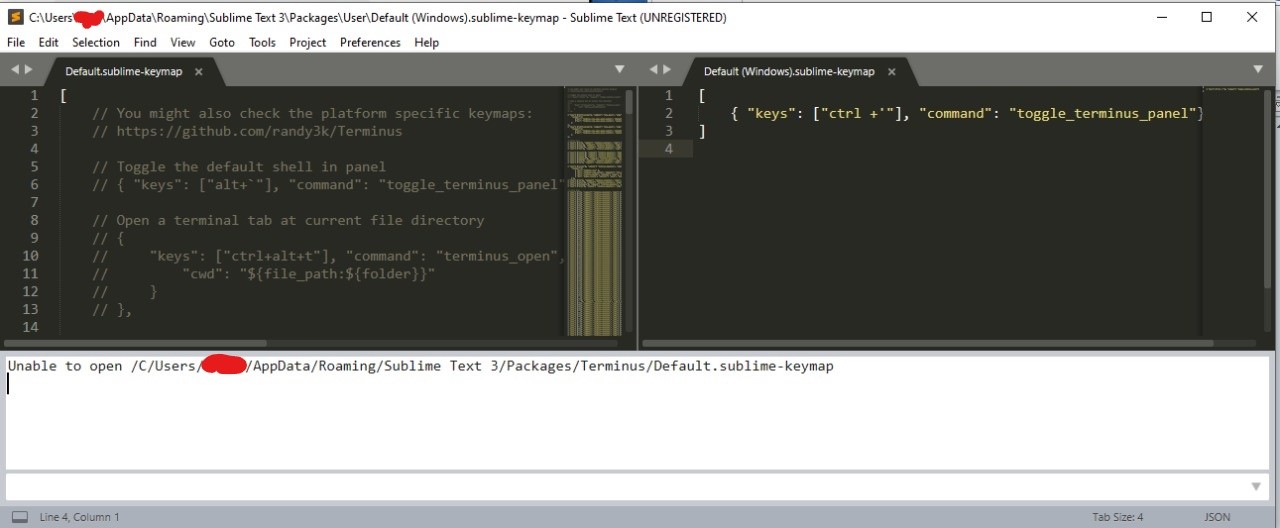 C:\Users\ \AppData\Roaming\Sublime Text 3\Packages\User\Default (Windows).sublime-keymap - Sublime Text (UNREGISTERED)
File Edit Selection Find View Goto Tools Project Preferences Help
Default.sublime-keymap
1 [
2 // You might also check the platform specific keymaps:
3 // https://github.com/randy3k/Terminus
4
5 // Toggle the default shell in panel
6 // { "keys": ["alt+`"], "command": "toggle_terminus_panel"
7
8 // Open a terminal tab at current file directory
9 // {
10 // "keys": ["ctrl+alt+t"], "command": "terminus_open",
11 // "cwd": "${file_path:${folder}}"
12 // }
13 // },
14
Default (Windows).sublime-keymap
1 [
2 { "keys": ["ctrl +`"], "command": "toggle_terminus_panel"}
3 ]
4
Unable to open /C/Users/ /AppData/Roaming/Sublime Text 3/Packages/Terminus/Default.sublime-keymap
Line 4, Column 1
Tab Size: 4
JSON